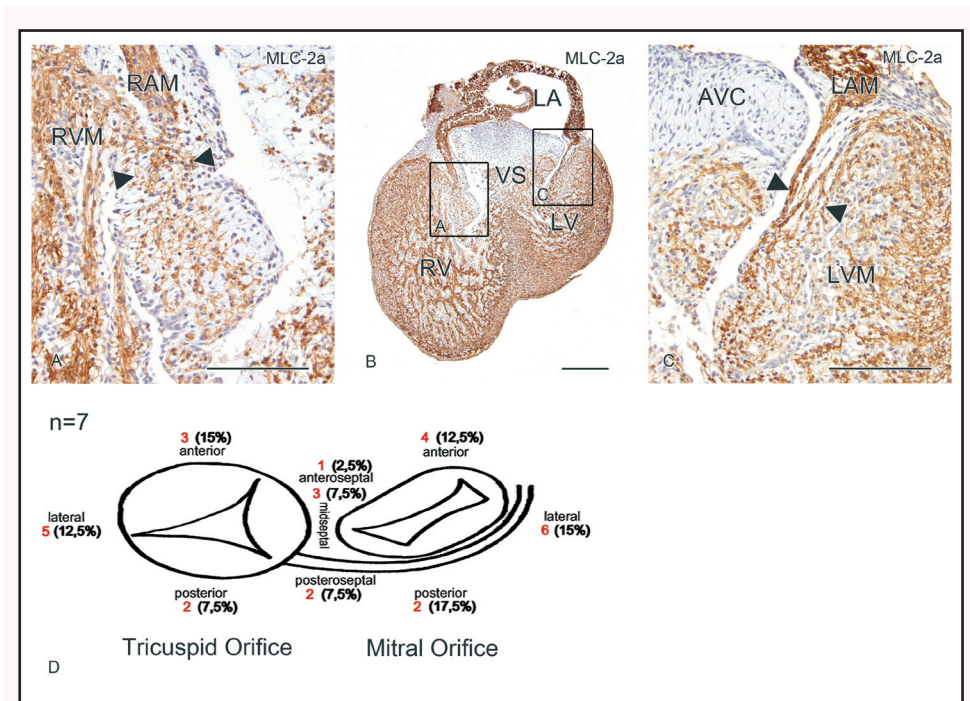 MLC-2a
RAM
RVM
A
MLC-2a
LA
VS
C
A
LV
RV
B
MLC-2a
LAM
AVC
LVM
C
n=7
3 (15%)
anterior
4 (12,5%)
anterior
1 (2,5%)
anteroseptal
3 (7,5%)
midseptal
lateral
5 (12,5%)
lateral
6 (15%)
posterior
2 (7,5%)
posteroseptal
2 (7,5%)
posterior
2 (17,5%)
Tricuspid Orifice
Mitral Orifice
D